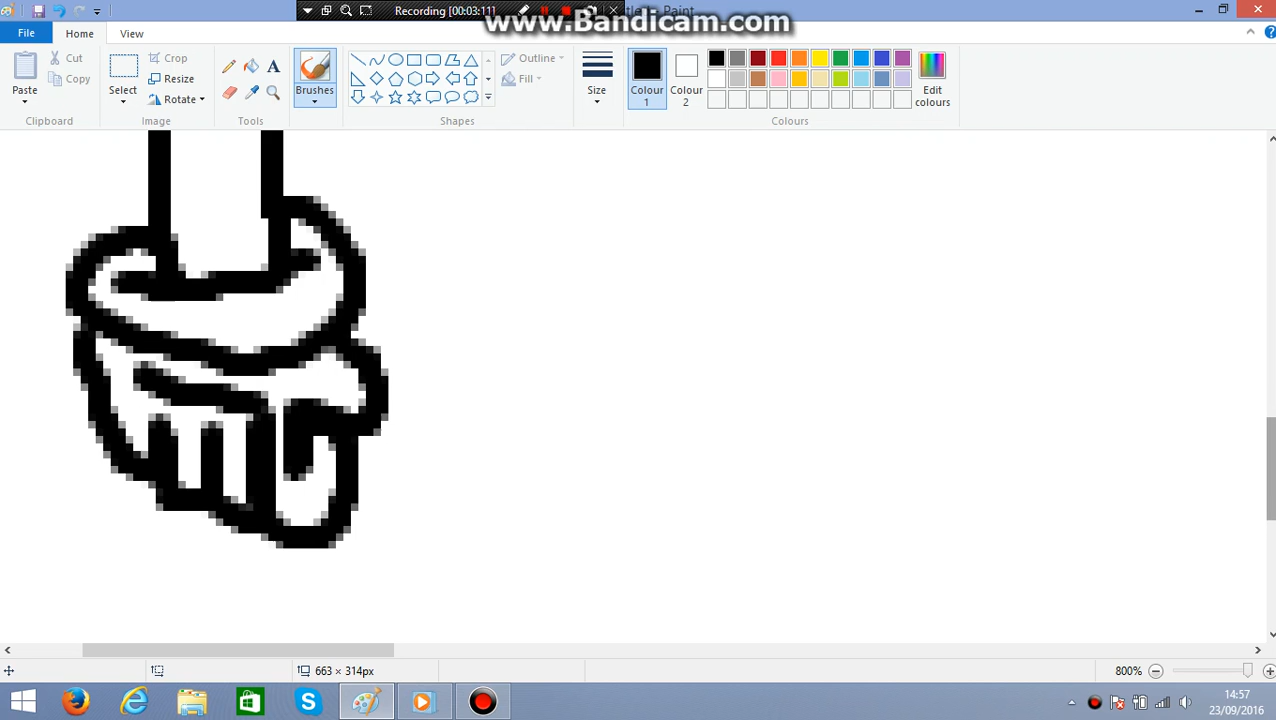 Recording [00:03:11]
Paint
www.Bandicam.com
File
Home
View
Paste
Cut
Copy
Clipboard
Select
Crop
Resize
Rotate
Image
A
Tools
Brushes
Outline
Fill
Shapes
Size
Colour
1
Colour
2
Edit
colours
Colours
663 × 314px
800%
14:57
23/09/2016